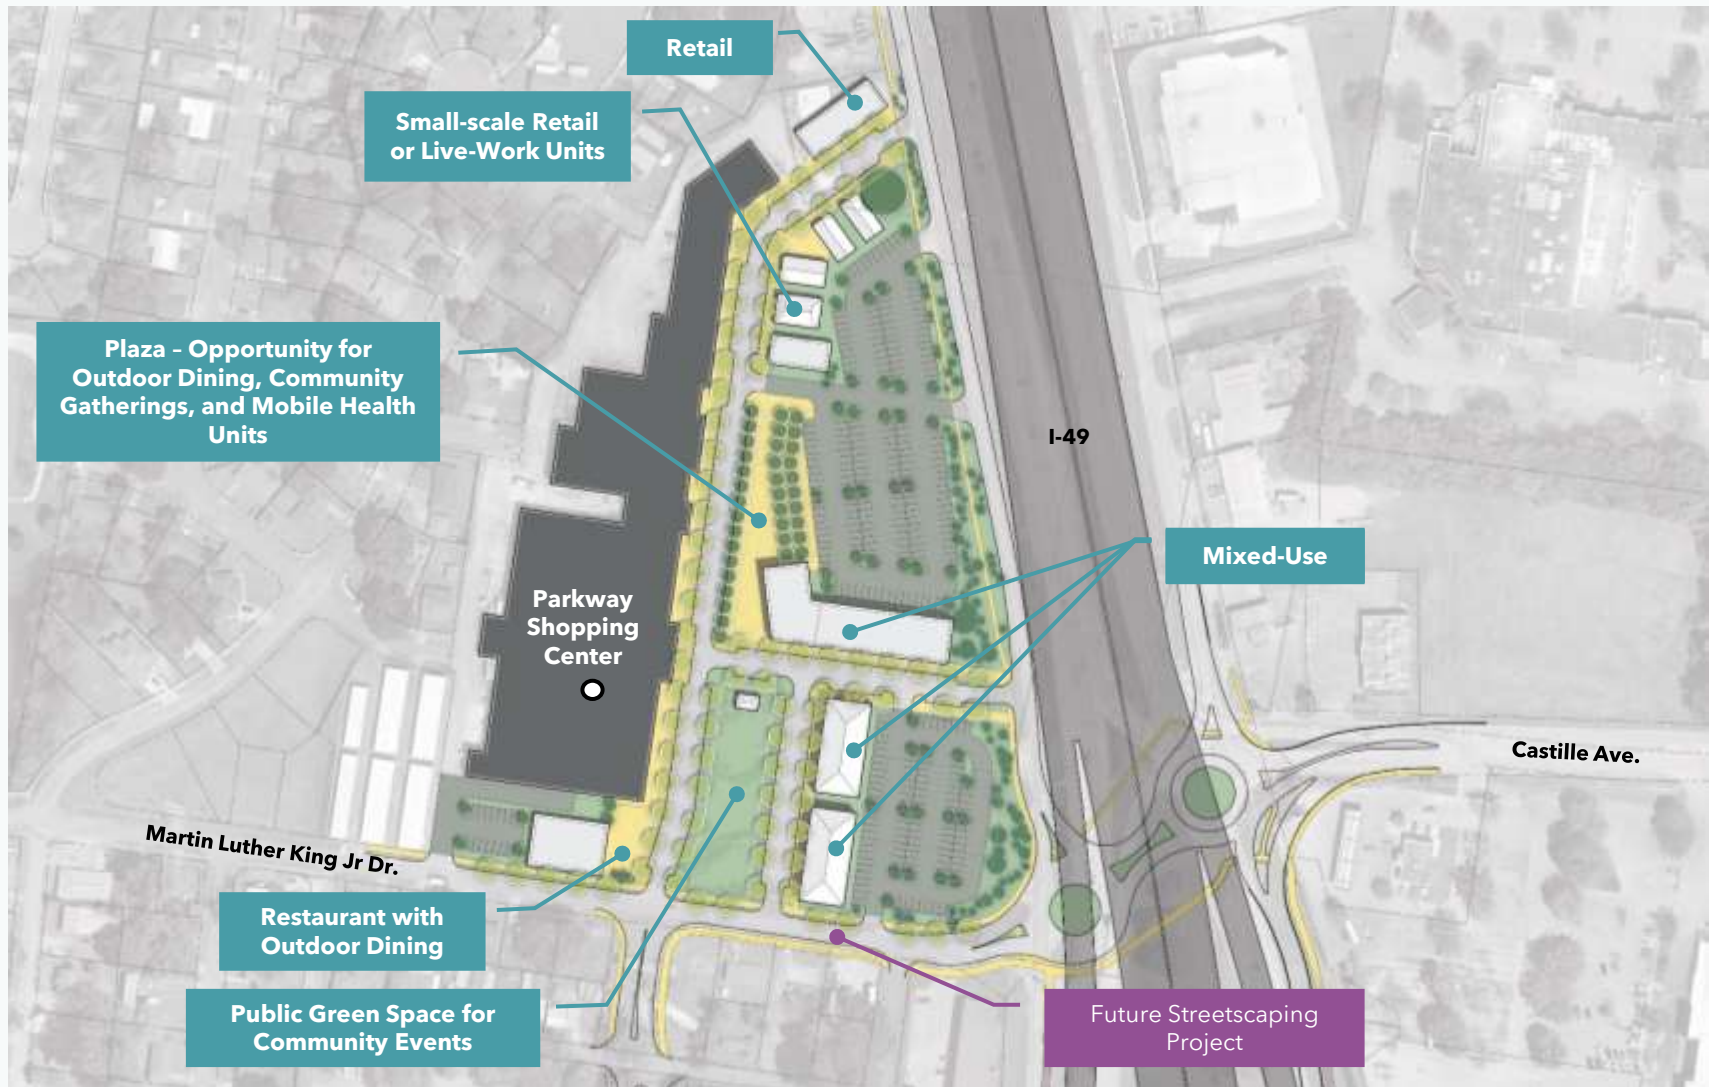 Retail
Small-scale Retail
or Live-Work Units
Plaza – Opportunity for
Outdoor Dining, Community
Gatherings, and Mobile Health
Units
I-49
Mixed-Use
Parkway
Shopping
Center
Castille Ave.
Martin Luther King Jr Dr.
Restaurant with
Outdoor Dining
Public Green Space for
Community Events
Future Streetscaping
Project